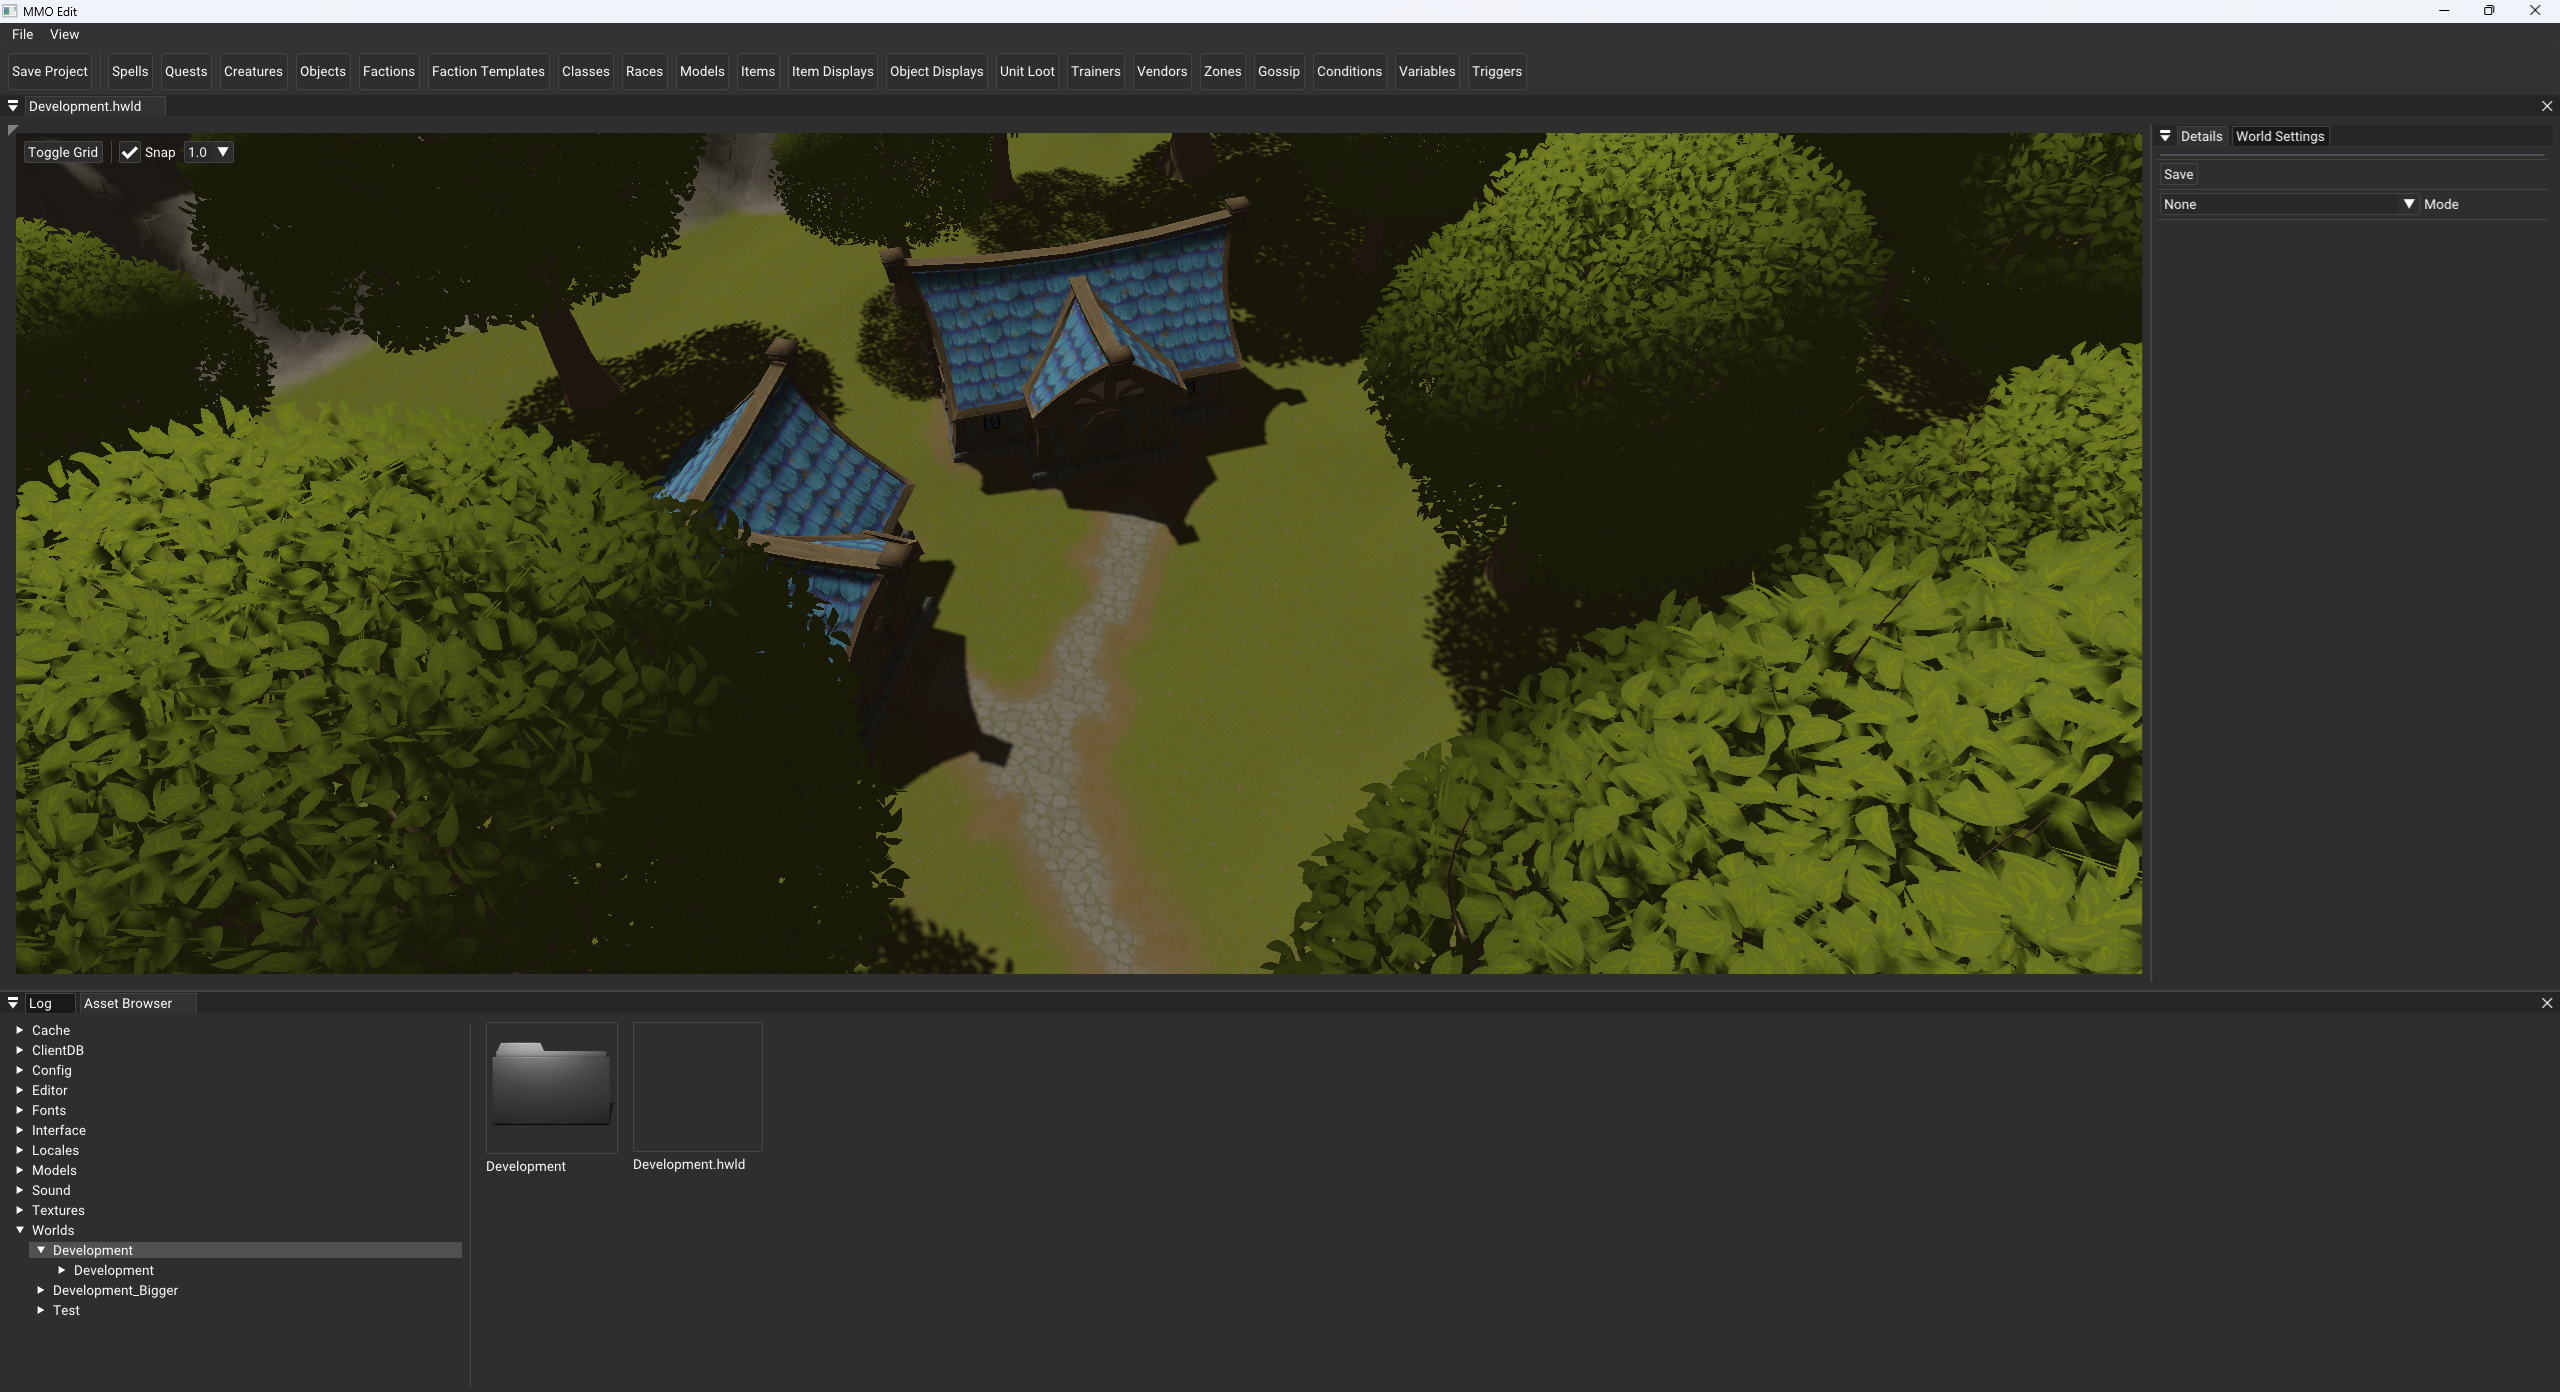 MMO Edit
File View
Save Project Spells Quests Creatures Objects Factions Faction Templates Classes Races Models Items Item Displays Object Displays Unit Loot Trainers Vendors Zones Gossip Conditions Variables Triggers
Development.hwld
Toggle Grid Snap 1.0
Details World Settings
Save
None Mode
Log Asset Browser
Cache
ClientDB
Config
Editor
Fonts
Interface
Locales
Models
Sound
Textures
Worlds
Development
Development
Development_Bigger
Test
Development Development.hwld